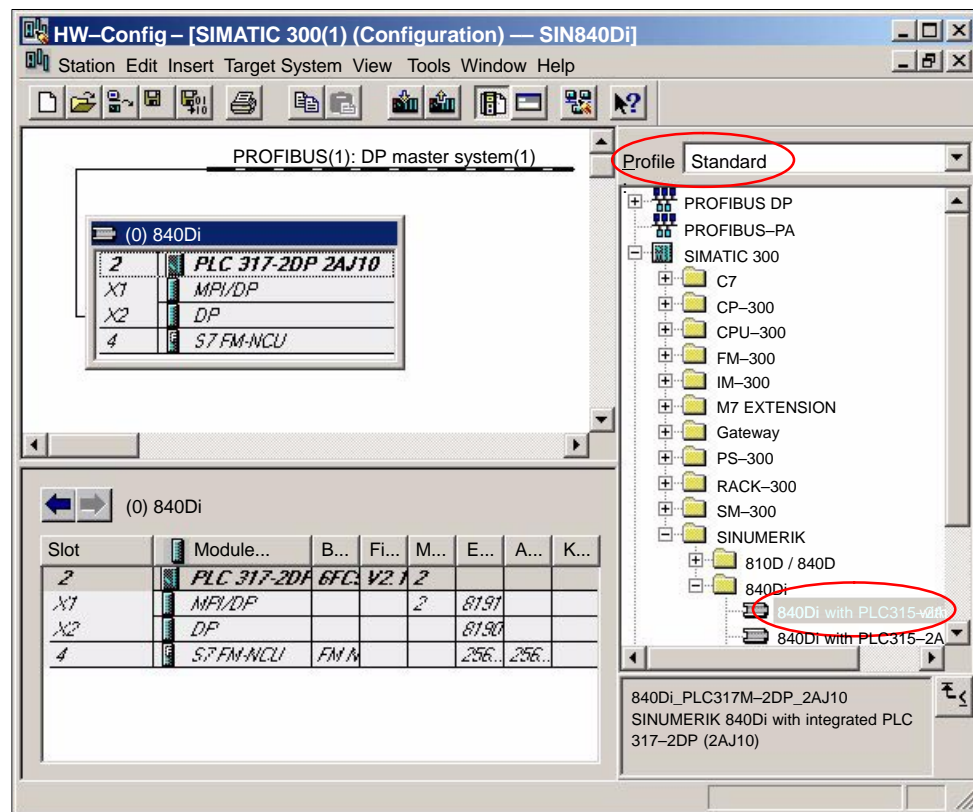 HW–Config – [SIMATIC 300(1) (Configuration) –– SIN840Di]
Station Edit Insert Target System View Tools Window Help
PROFIBUS(1): DP master system(1)
(0) 840Di
2 PLC 317-2DP 2AJ10
X1 MPI/DP
X2 DP
4 S7 FM-NCU
(0) 840Di
Slot Module... B... Fi... M... E... A... K...
2 PLC 317-2DP 6FC: V2.1 2
X1 MPI/DP 2 8191
X2 DP 8190
4 S7 FM-NCU FM N 256... 256...
Profile Standard
:
PROFIBUS DP
PROFIBUS–PA
SIMATIC 300
C7
CP–300
CPU–300
FM–300
IM–300
M7 EXTENSION
Gateway
PS–300
RACK–300
SM–300
SINUMERIK
810D / 840D
840Di
840Di with PLC315
840Di with PLC315–2A
840Di_PLC317M–2DP_2AJ10
SINUMERIK 840Di with integrated PLC
317–2DP (2AJ10)